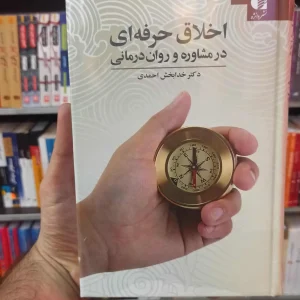 اخلاق حرفه‌ای
در مشاوره و روان درمانی
دکتر خدابخش احمدی